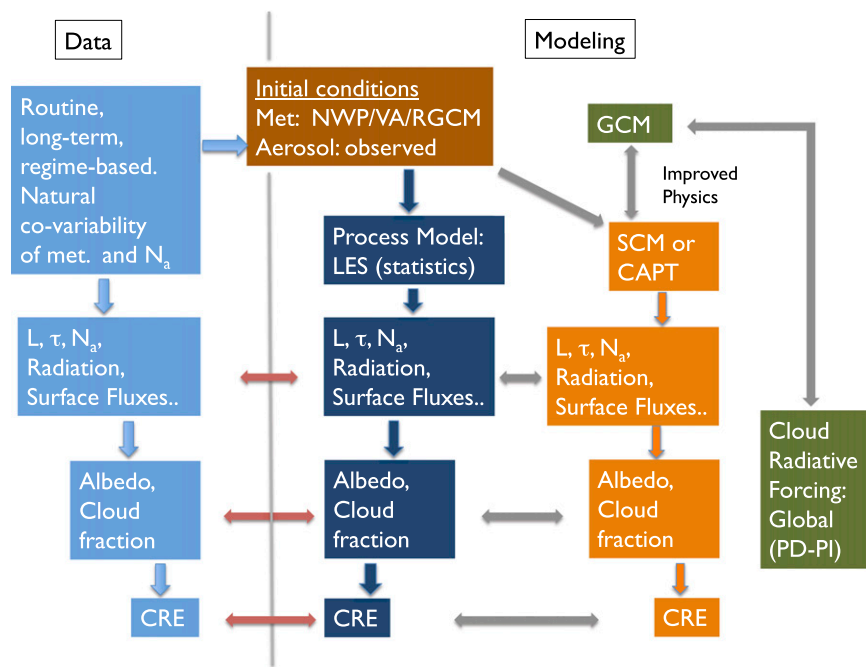 Data
Modeling
Routine,
long-term,
regime-based.
Natural
co-variability
of met. and Nₐ
Initial conditions
Met: NWP/VA/RGCM
Aerosol: observed
GCM
Improved
Physics
Process Model:
LES (statistics)
SCM or
CAPT
L, τ, Nₐ,
Radiation,
Surface Fluxes..
L, τ, Nₐ,
Radiation,
Surface Fluxes..
L, τ, Nₐ,
Radiation,
Surface Fluxes..
Cloud
Radiative
Forcing:
Global
(PD-PI)
Albedo,
Cloud
fraction
Albedo,
Cloud
fraction
Albedo,
Cloud
fraction
CRE
CRE
CRE